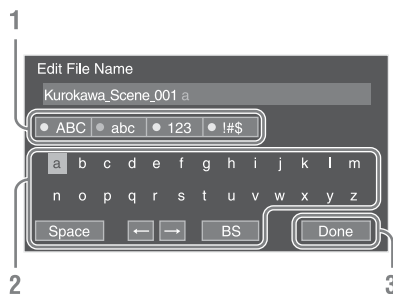 1
Edit File Name
Kurokawa_Scene_001 a
ABC abc 123 !#$
a b c d e f g h i j k l m
n o p q r s t u v w x y z
Space ← → BS Done
2 3